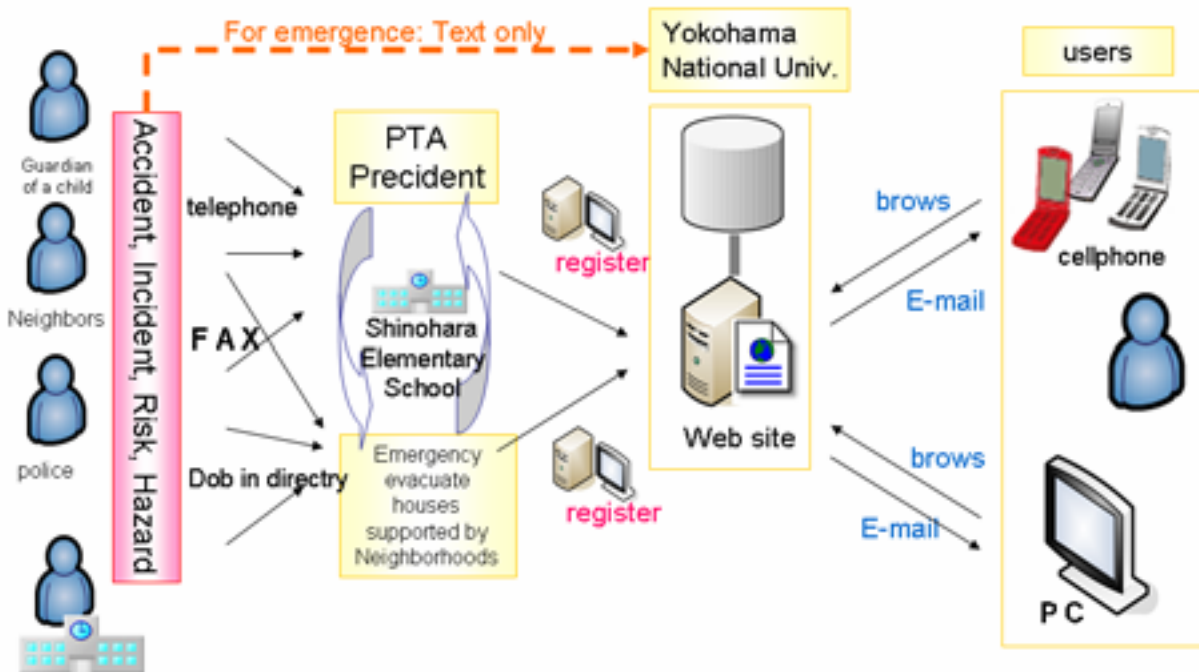 For emergence: Text only
Yokohama
National Univ.
users
Guardian
of a child
Neighbors
police
Accident, Incident, Risk, Hazard
telephone
F A X
Dob in directry
PTA
Precident
Shinohara
Elementary
School
Emergency
evacuate
houses
supported by
Neighborhoods
register
register
Web site
brows
E-mail
brows
E-mail
cellphone
P C